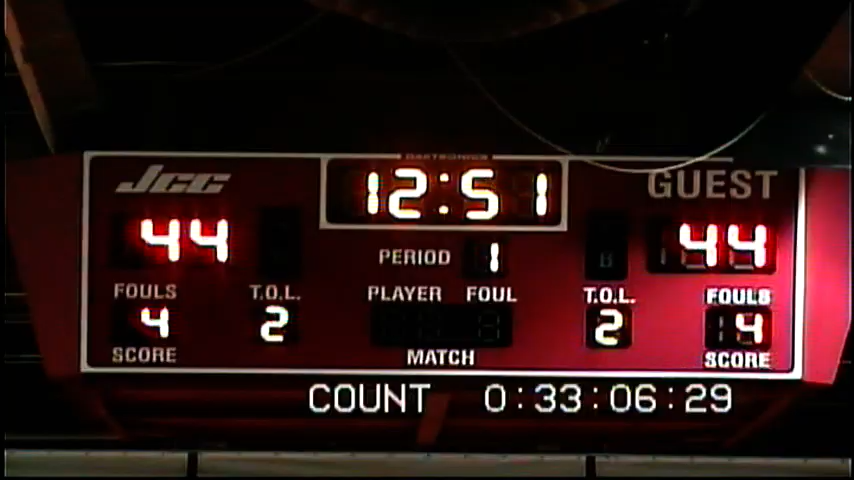 DAKTRONICS
JCC 12:51 GUEST
44 PERIOD 1 44
FOULS T.O.L. PLAYER FOUL T.O.L. FOULS
4 2 2 4
SCORE MATCH SCORE
COUNT 0:33:06:29